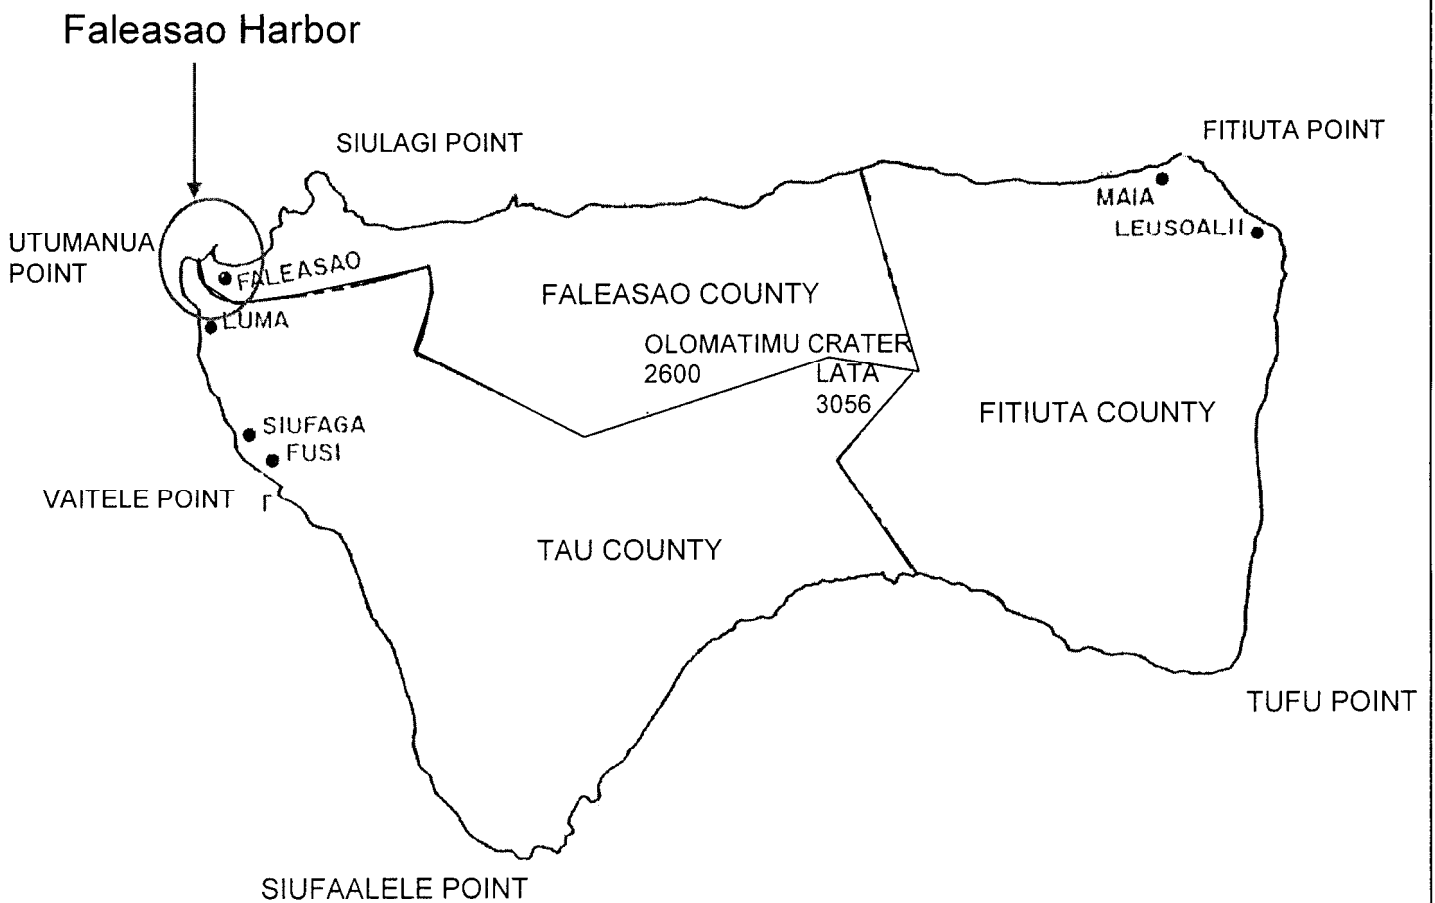 Faleasao Harbor
SIULAGI POINT
FITIUTA POINT
MAIA
LEUSOALII
UTUMANUA
POINT
FALEASAO
LUMA
FALEASAO COUNTY
OLOMATIMU CRATER
2600
LATA
3056
FITIUTA COUNTY
SIUFAGA
FUSI
VAITELE POINT
TAU COUNTY
TUFU POINT
SIUFAALELE POINT